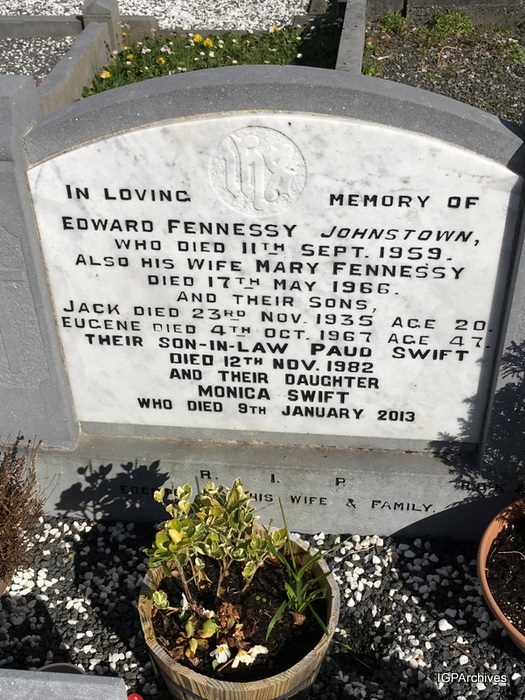 IN LOVING MEMORY OF
EDWARD FENNESSY JOHNSTOWN,
WHO DIED 11TH SEPT. 1959.
ALSO HIS WIFE MARY FENNESSY
DIED 17TH MAY 1966.
AND THEIR SONS,
JACK DIED 23RD NOV. 1935 AGE 20.
EUGENE DIED 4TH OCT. 1967 AGE 47.
THEIR SON-IN-LAW PAUD SWIFT
DIED 12TH NOV. 1982
AND THEIR DAUGHTER
MONICA SWIFT
WHO DIED 9TH JANUARY 2013
R. I. P.
HIS WIFE & FAMILY.
IGPArchives